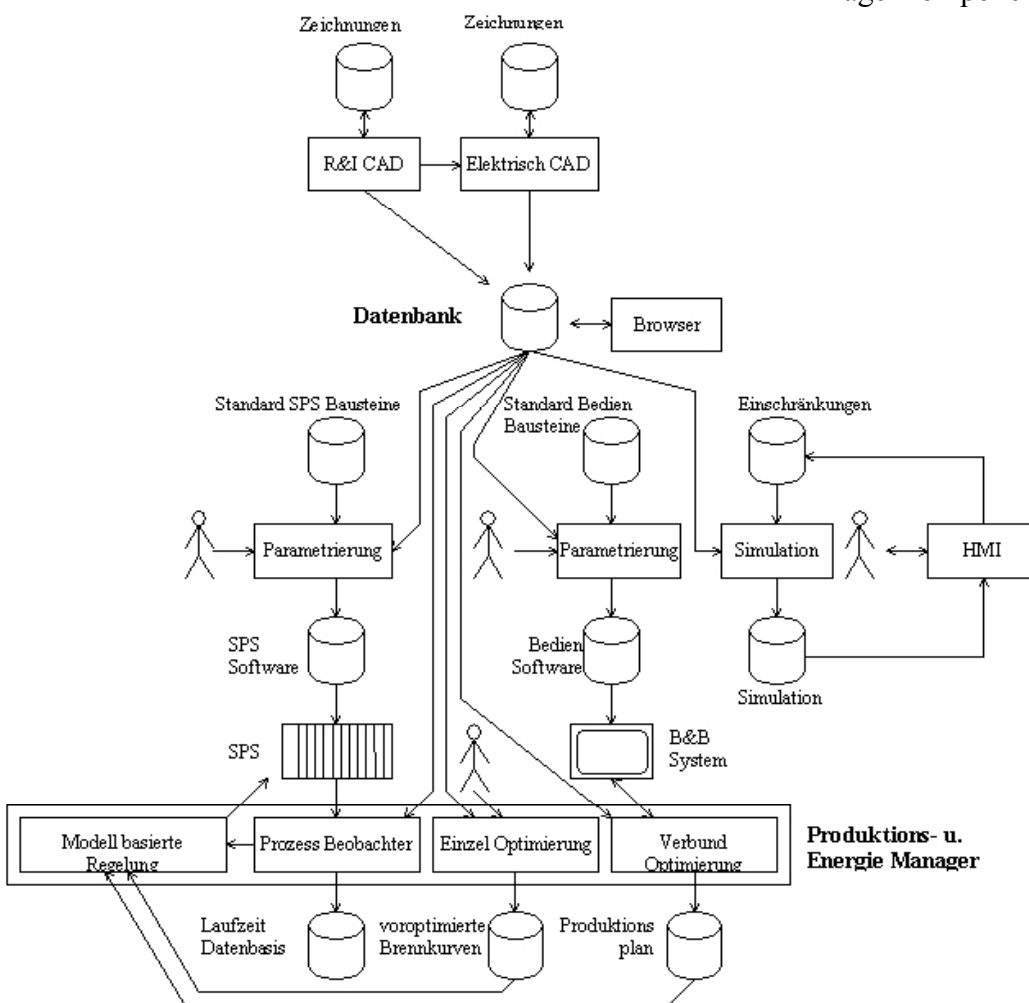 Zeichnungen
Zeichnungen
R&I CAD
Elektrisch CAD
Datenbank
Browser
Standard SPS Bausteine
Standard Bedien
Bausteine
Einschränkungen
Parametrierung
Parametrierung
Simulation
HMI
SPS
Software
Bedien
Software
Simulation
SPS
B&B
System
Modell basierte
Regelung
Prozess Beobachter
Einzel Optimierung
Verbund
Optimierung
Produktions- u.
Energie Manager
Laufzeit
Datenbasis
voroptimierte
Brennkurven
Produktions
plan